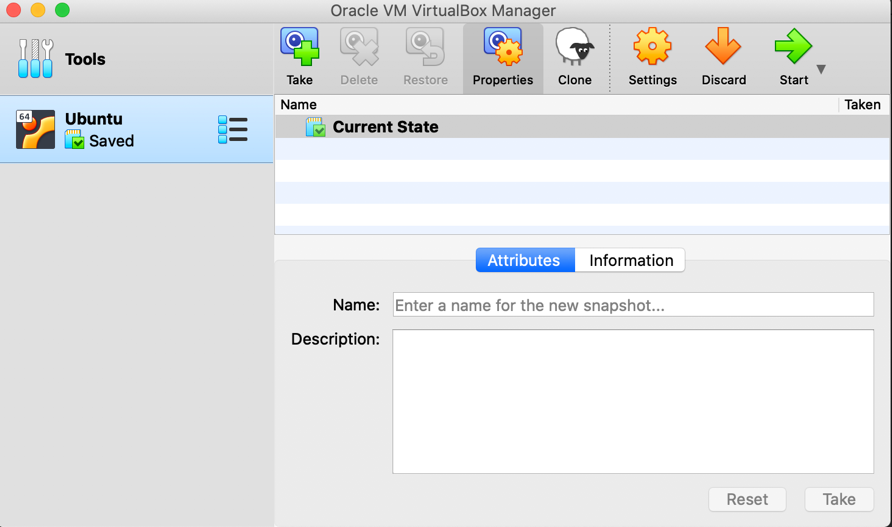 Oracle VM VirtualBox Manager
Tools
Take
Delete
Restore
Properties
Clone
Settings
Discard
Start
64
Ubuntu
Saved
Name
Taken
Current State
Attributes
Information
Name:
Enter a name for the new snapshot...
Description:
Reset
Take